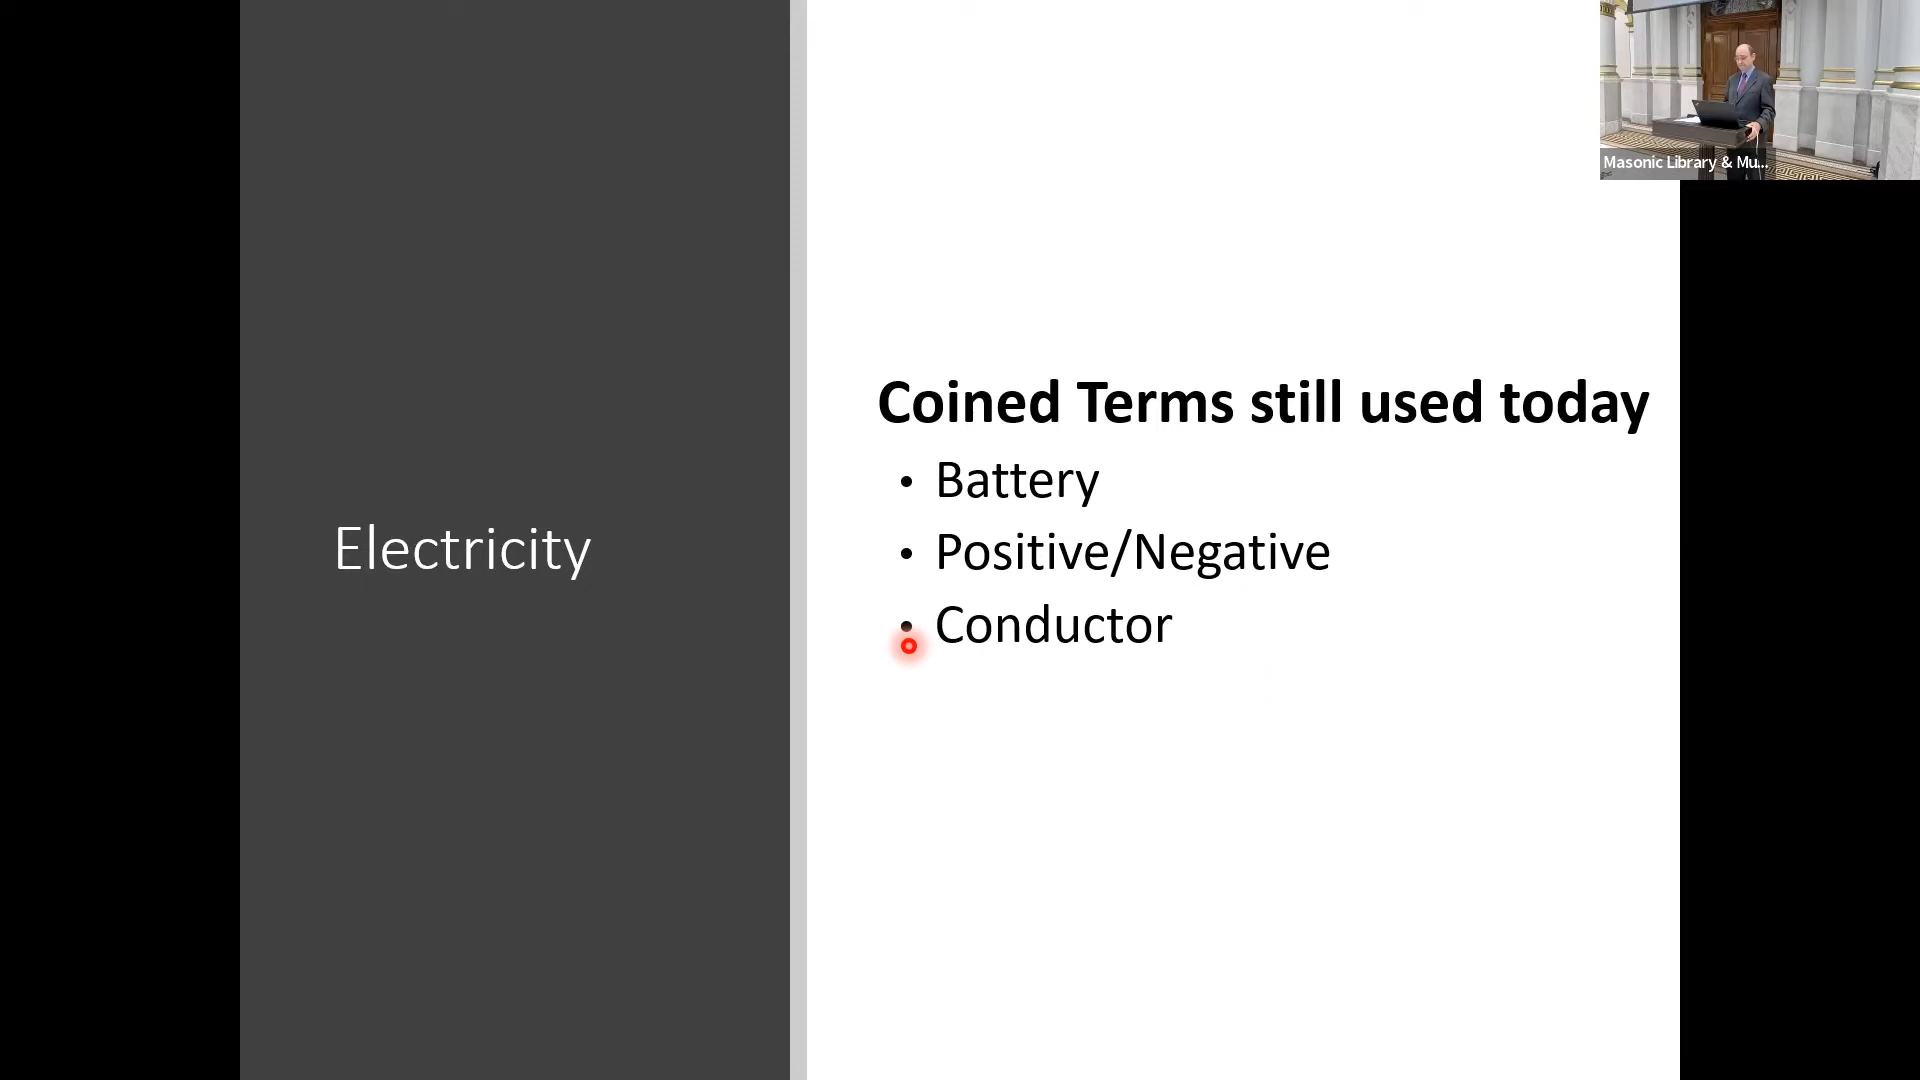 Electricity
Coined Terms still used today
• Battery
• Positive/Negative
• Conductor
Masonic Library & Mu...